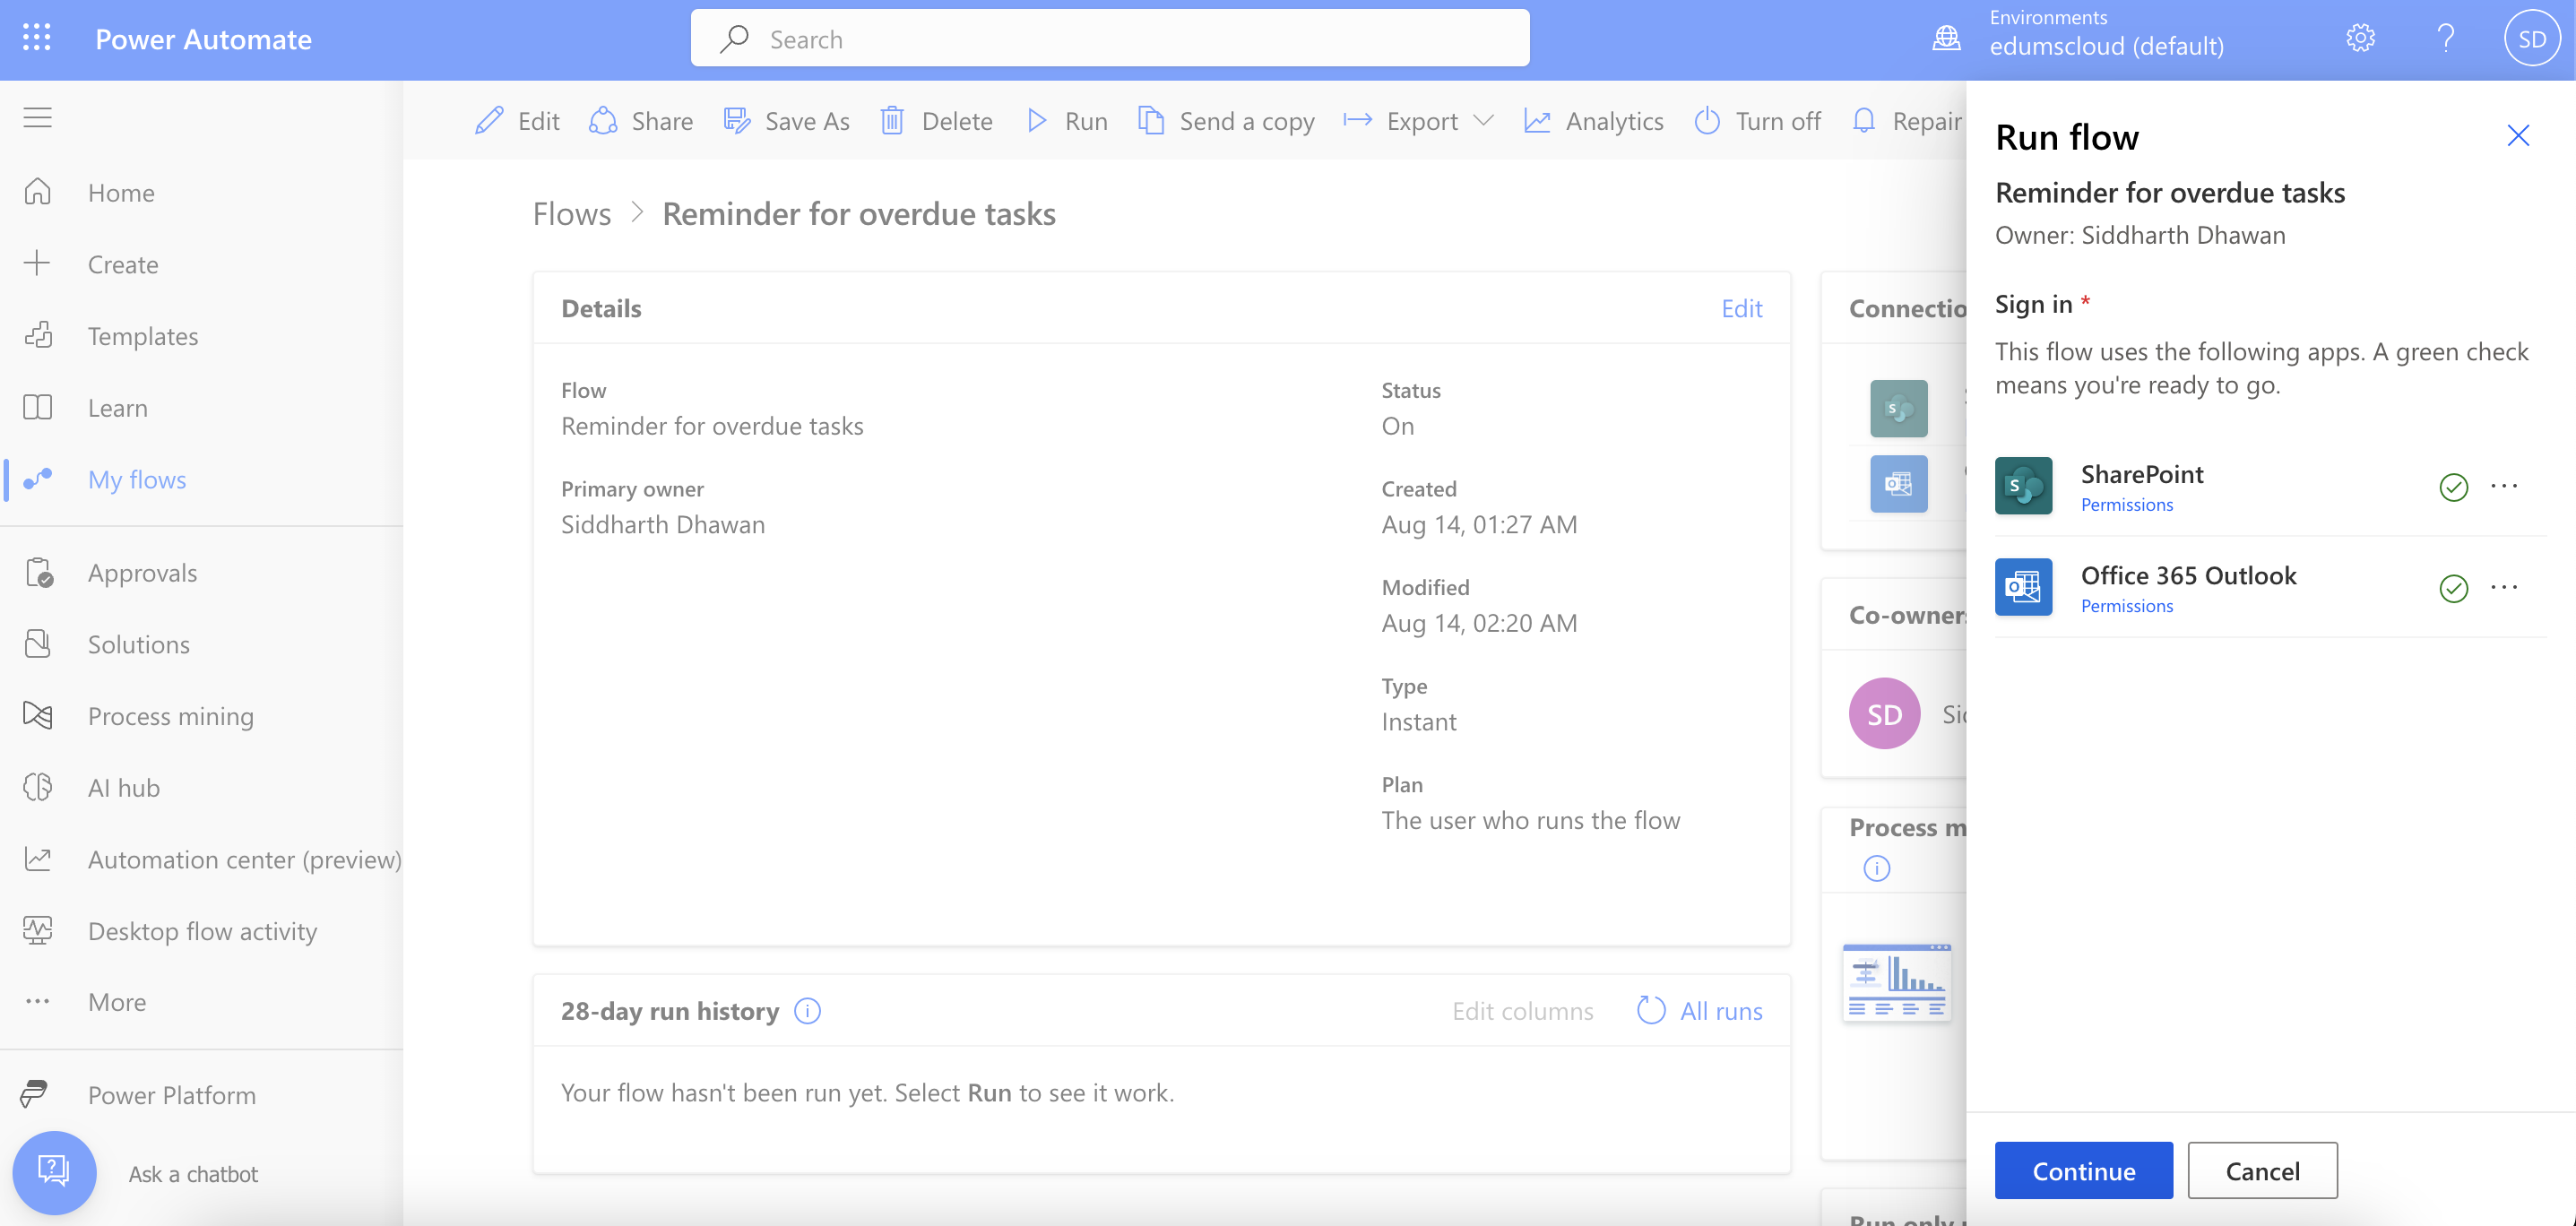 Power Automate
Search
Environments
edumscloud (default)
SD
Edit
Share
Save As
Delete
Run
Send a copy
Export
Analytics
Turn off
Repair
Home
Create
Templates
Learn
My flows
Approvals
Solutions
Process mining
AI hub
Automation center (preview)
Desktop flow activity
More
Power Platform
Ask a chatbot
Flows > Reminder for overdue tasks
Details
Edit
Flow
Reminder for overdue tasks
Primary owner
Siddharth Dhawan
Status
On
Created
Aug 14, 01:27 AM
Modified
Aug 14, 02:20 AM
Type
Instant
Plan
The user who runs the flow
28-day run history
Edit columns
All runs
Your flow hasn't been run yet. Select Run to see it work.
Connectio
Co-owner
SD
Sid
Process m
Run only
Run flow
Reminder for overdue tasks
Owner: Siddharth Dhawan
Sign in *
This flow uses the following apps. A green check
means you're ready to go.
SharePoint
Permissions
Office 365 Outlook
Permissions
Continue
Cancel